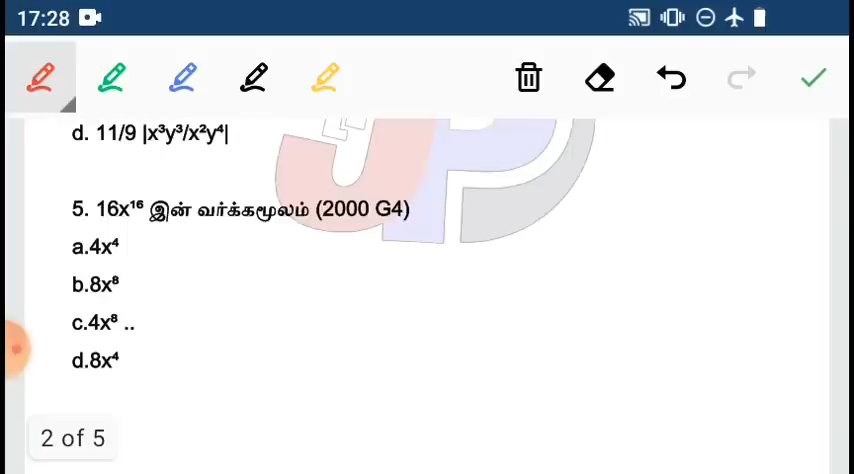 17:28
d. 11/9 |x³y³/x²y⁴|
5. 16x¹⁶ இன் வர்க்கமூலம் (2000 G4)
a.4x⁴
b.8x⁸
c.4x⁸ ..
d.8x⁴
2 of 5